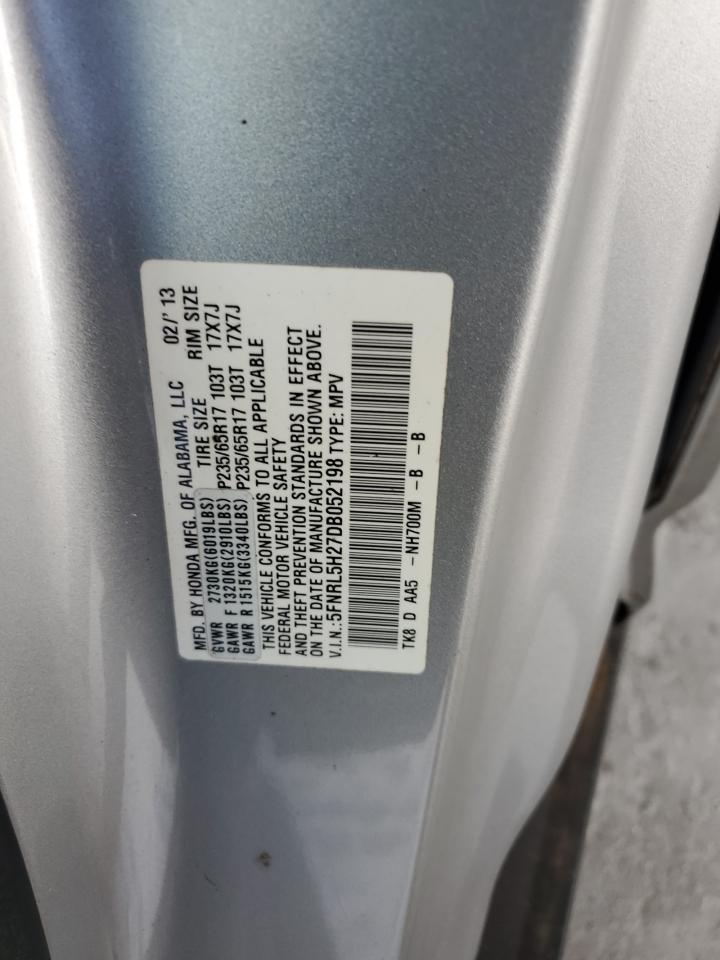 MFD. BY HONDA MFG. OF ALABAMA, LLC 02/'13
TIRE SIZE RIM SIZE
GVWR 2730KG(6019LBS)
GAWR F 1320KG(2910LBS) P235/65R17 103T 17X7J
GAWR R 1515KG(3340LBS) P235/65R17 103T 17X7J
THIS VEHICLE CONFORMS TO ALL APPLICABLE
FEDERAL MOTOR VEHICLE SAFETY
AND THEFT PREVENTION STANDARDS IN EFFECT
ON THE DATE OF MANUFACTURE SHOWN ABOVE.
V.I.N.:5FNRL5H27DB052198 TYPE: MPV
TK8 D AA5 -NH700M -B -B